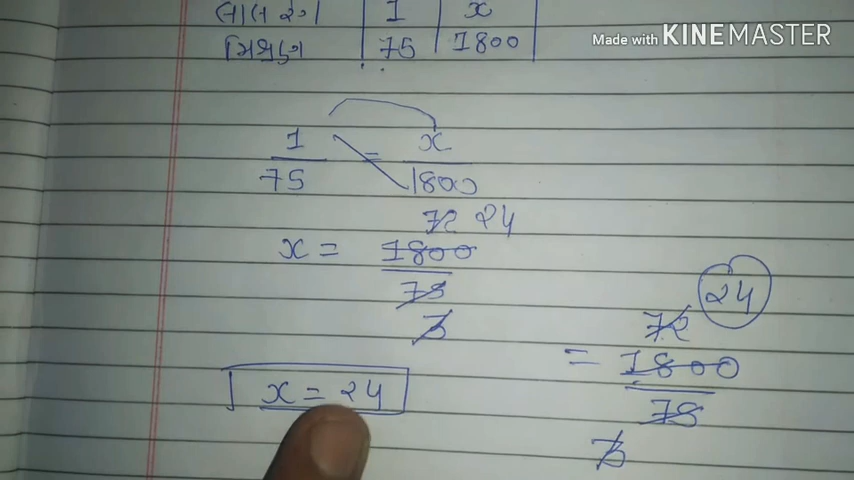 लाल रंग 1 x
मिश्रण 75 1800
Made with KINEMASTER
1/75 = x/1800
72 24
x = 1800/75
3
x = 24
24
72
= 1800/75
3